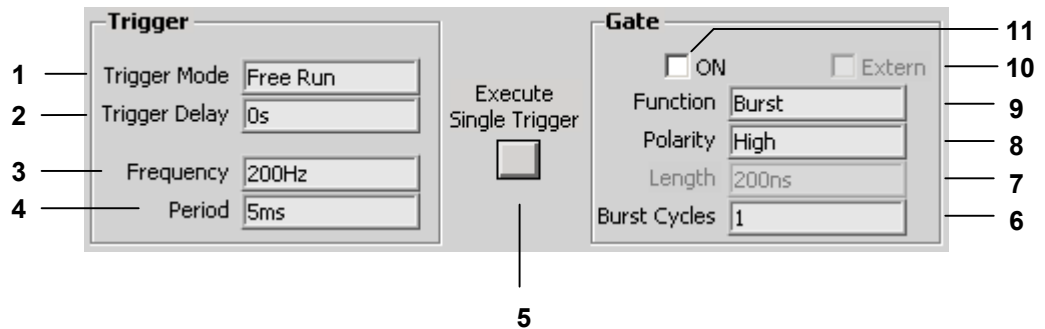 Trigger
1 Trigger Mode Free Run
2 Trigger Delay 0s
3 Frequency 200Hz
4 Period 5ms
Execute
Single Trigger
5
Gate
ON 11
Extern 10
Function Burst 9
Polarity High 8
Length 200ns 7
Burst Cycles 1 6